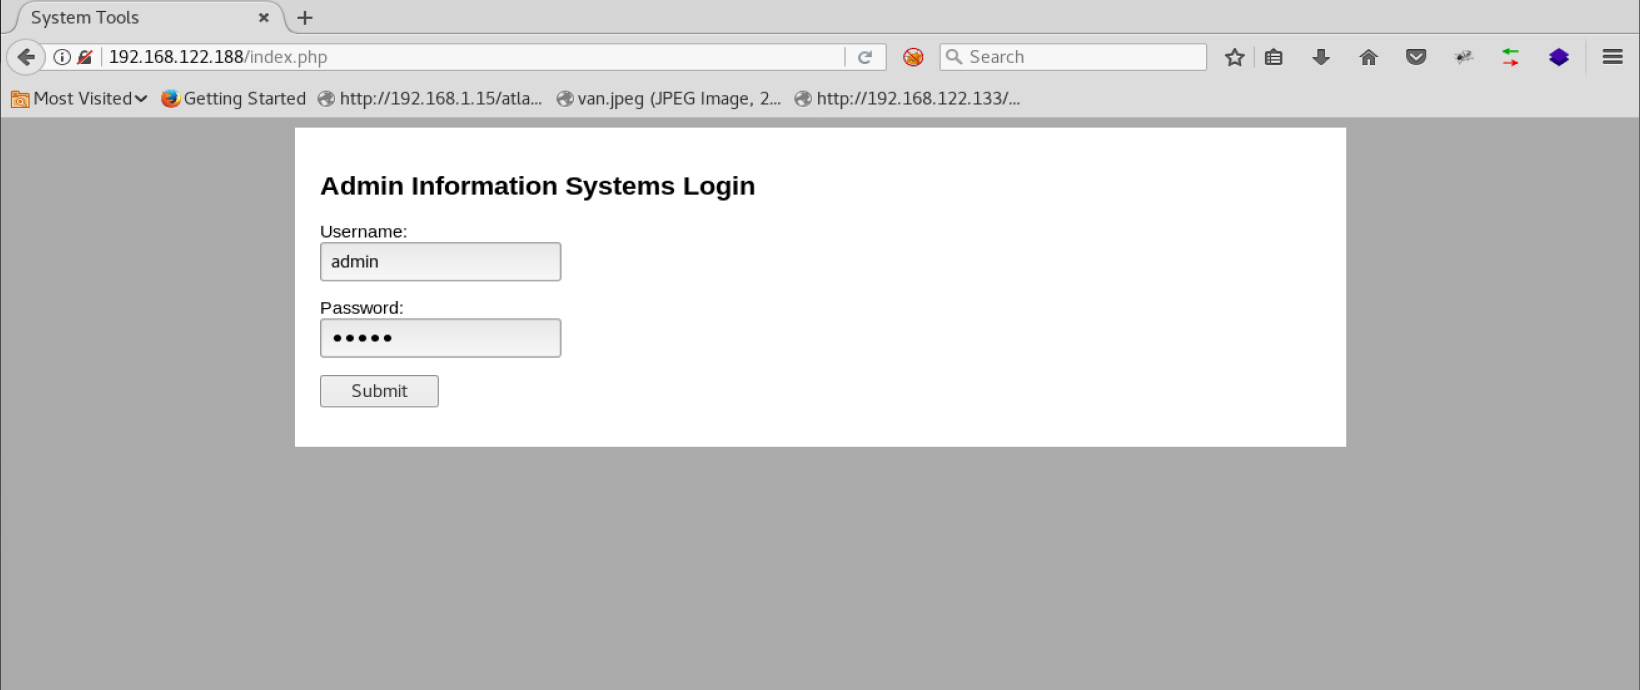 System Tools
192.168.122.188/index.php
Search
Most Visited Getting Started http://192.168.1.15/atla... van.jpeg (JPEG Image, 2... http://192.168.122.133/...
Admin Information Systems Login
Username:
admin
Password:
●●●●●
Submit